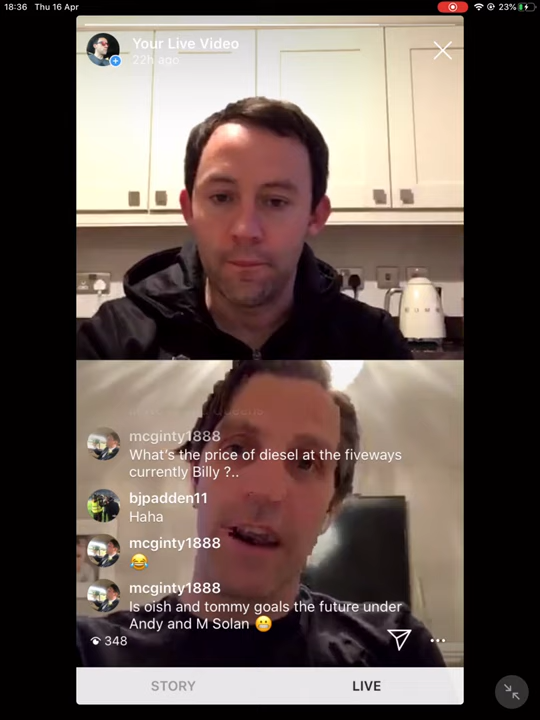 18:36 Thu 16 Apr
23%
Your Live Video
22h ago
mcginty1888
What's the price of diesel at the fiveways
currently Billy ?..
bjpadden11
Haha
mcginty1888
😂
mcginty1888
Is oish and tommy goals the future under
Andy and M Solan 😬
348
STORY
LIVE